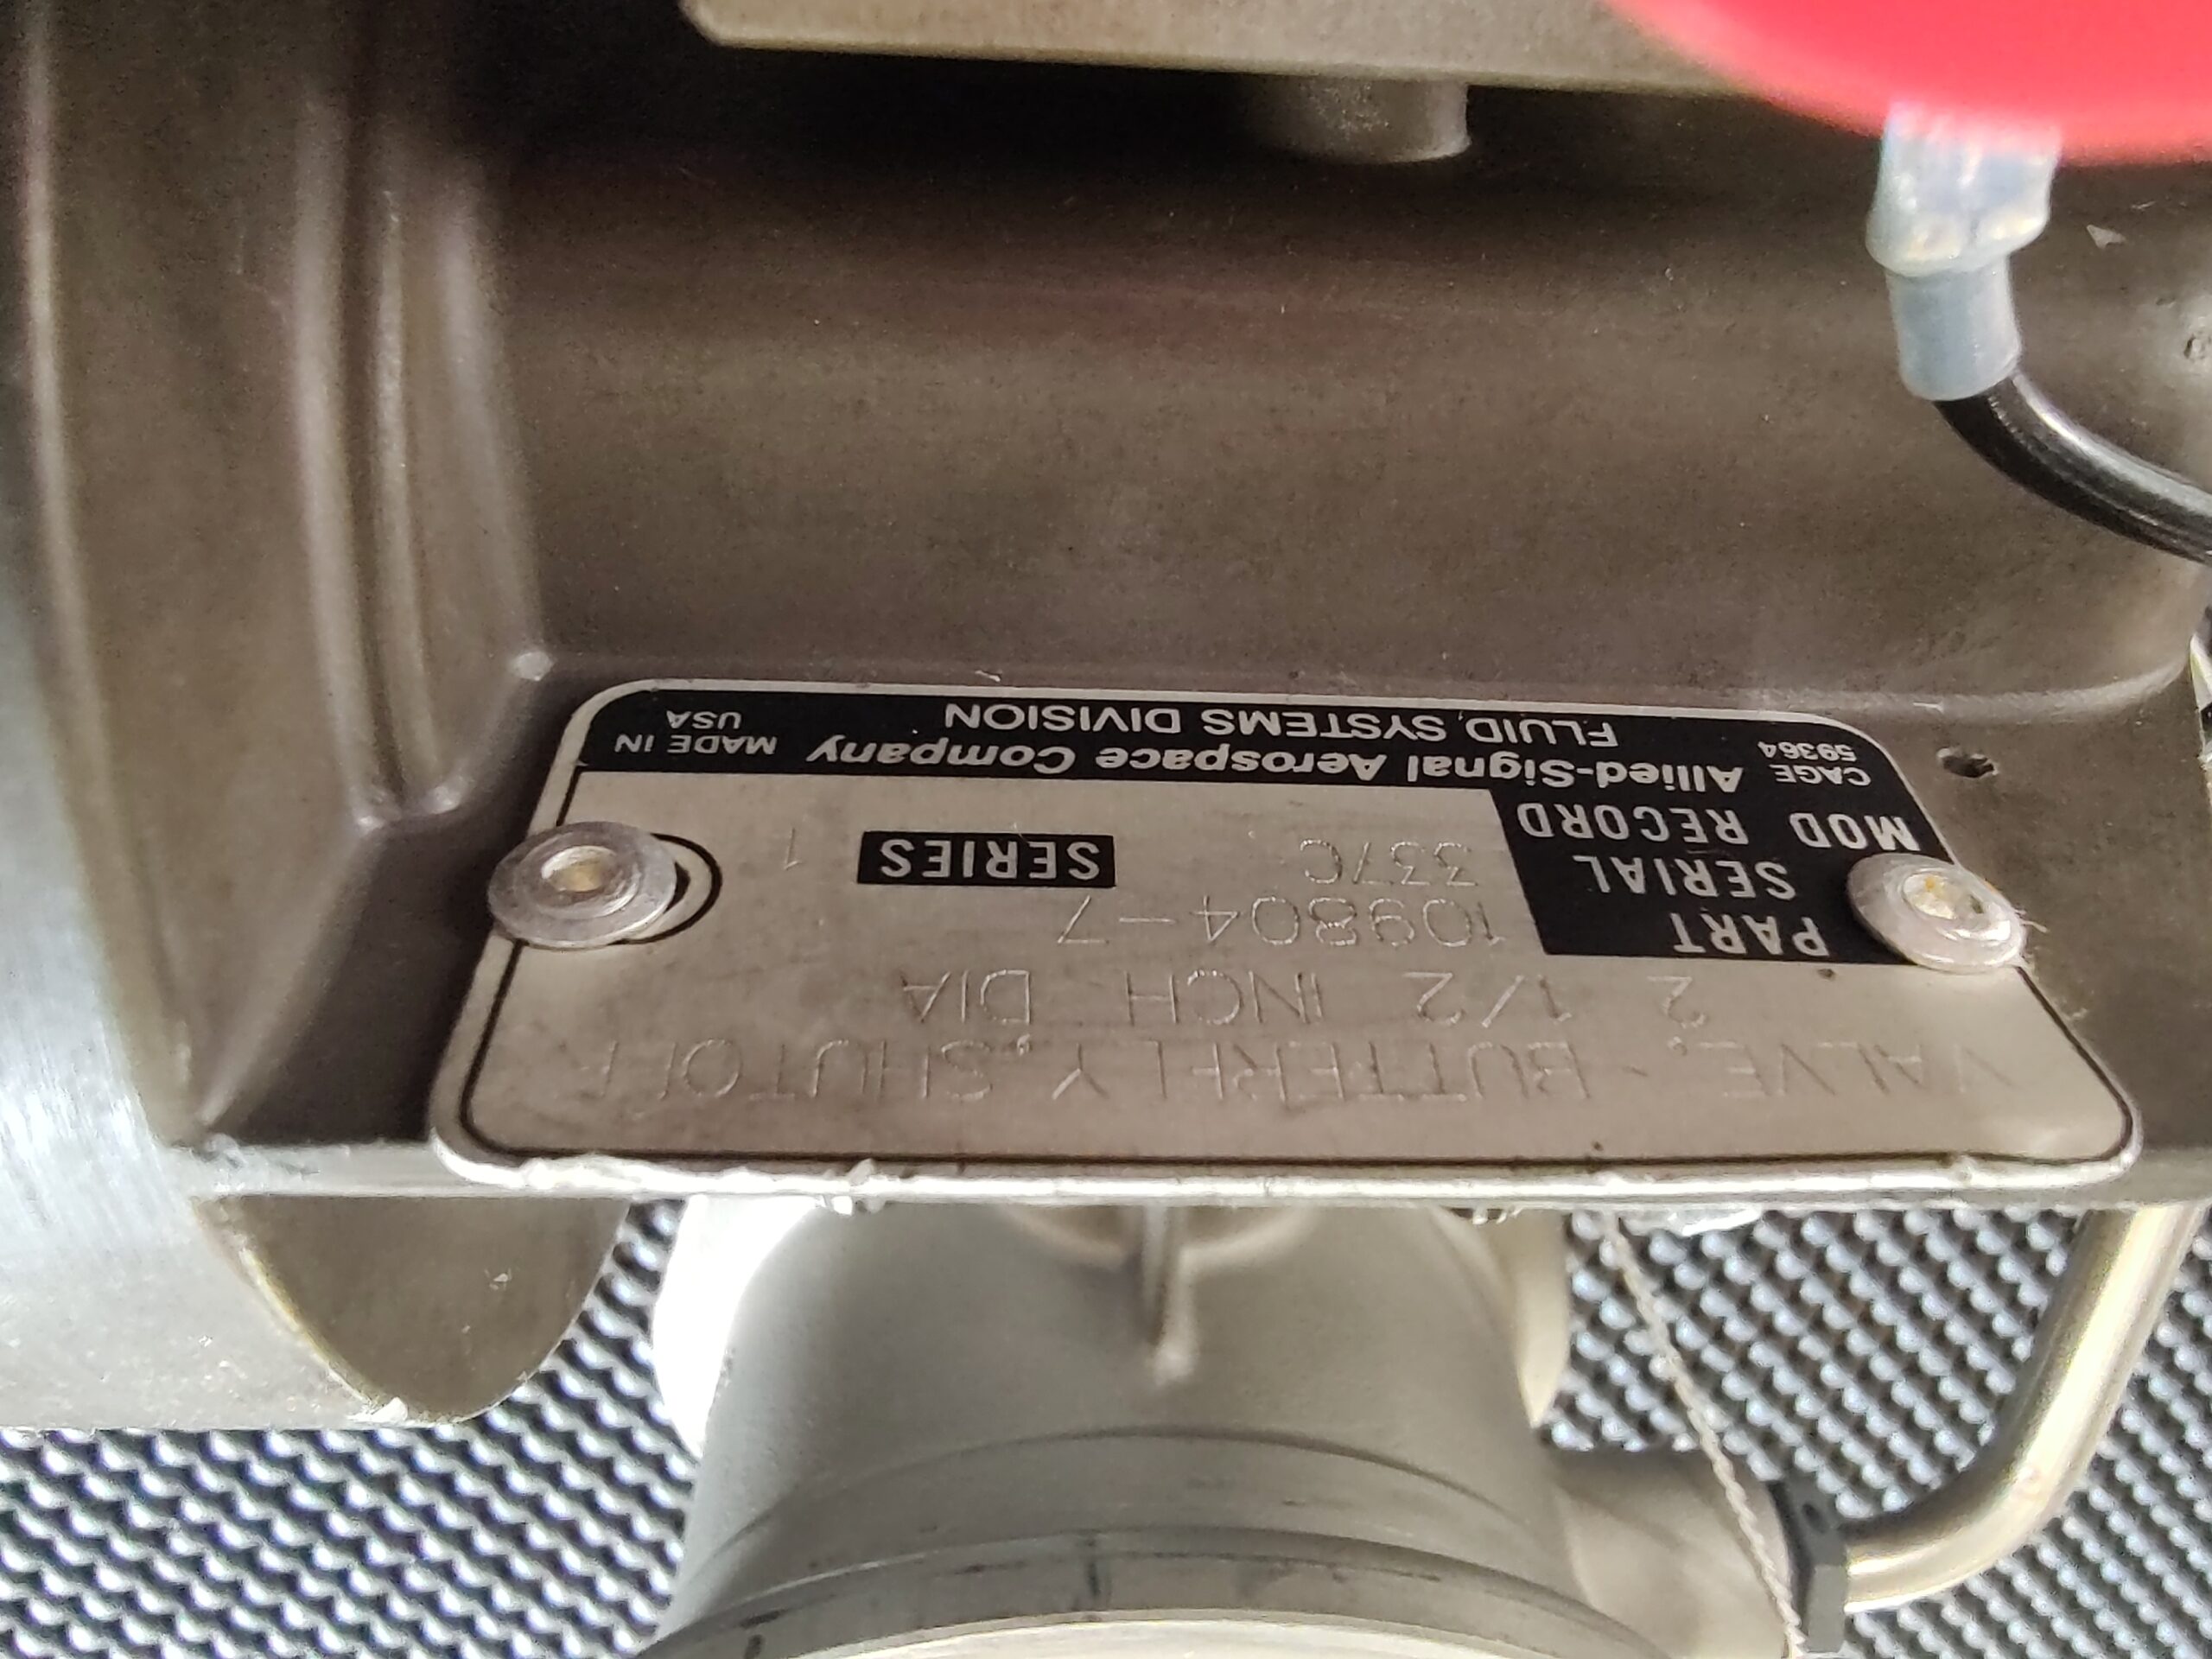 VALVE, BUTTERFLY,SHUTOFF
2 1/2 INCH DIA
PART 109804-7
SERIAL 337C SERIES 1
MOD RECORD
CAGE Allied-Signal Aerospace Company MADE IN
59364 FLUID SYSTEMS DIVISION USA